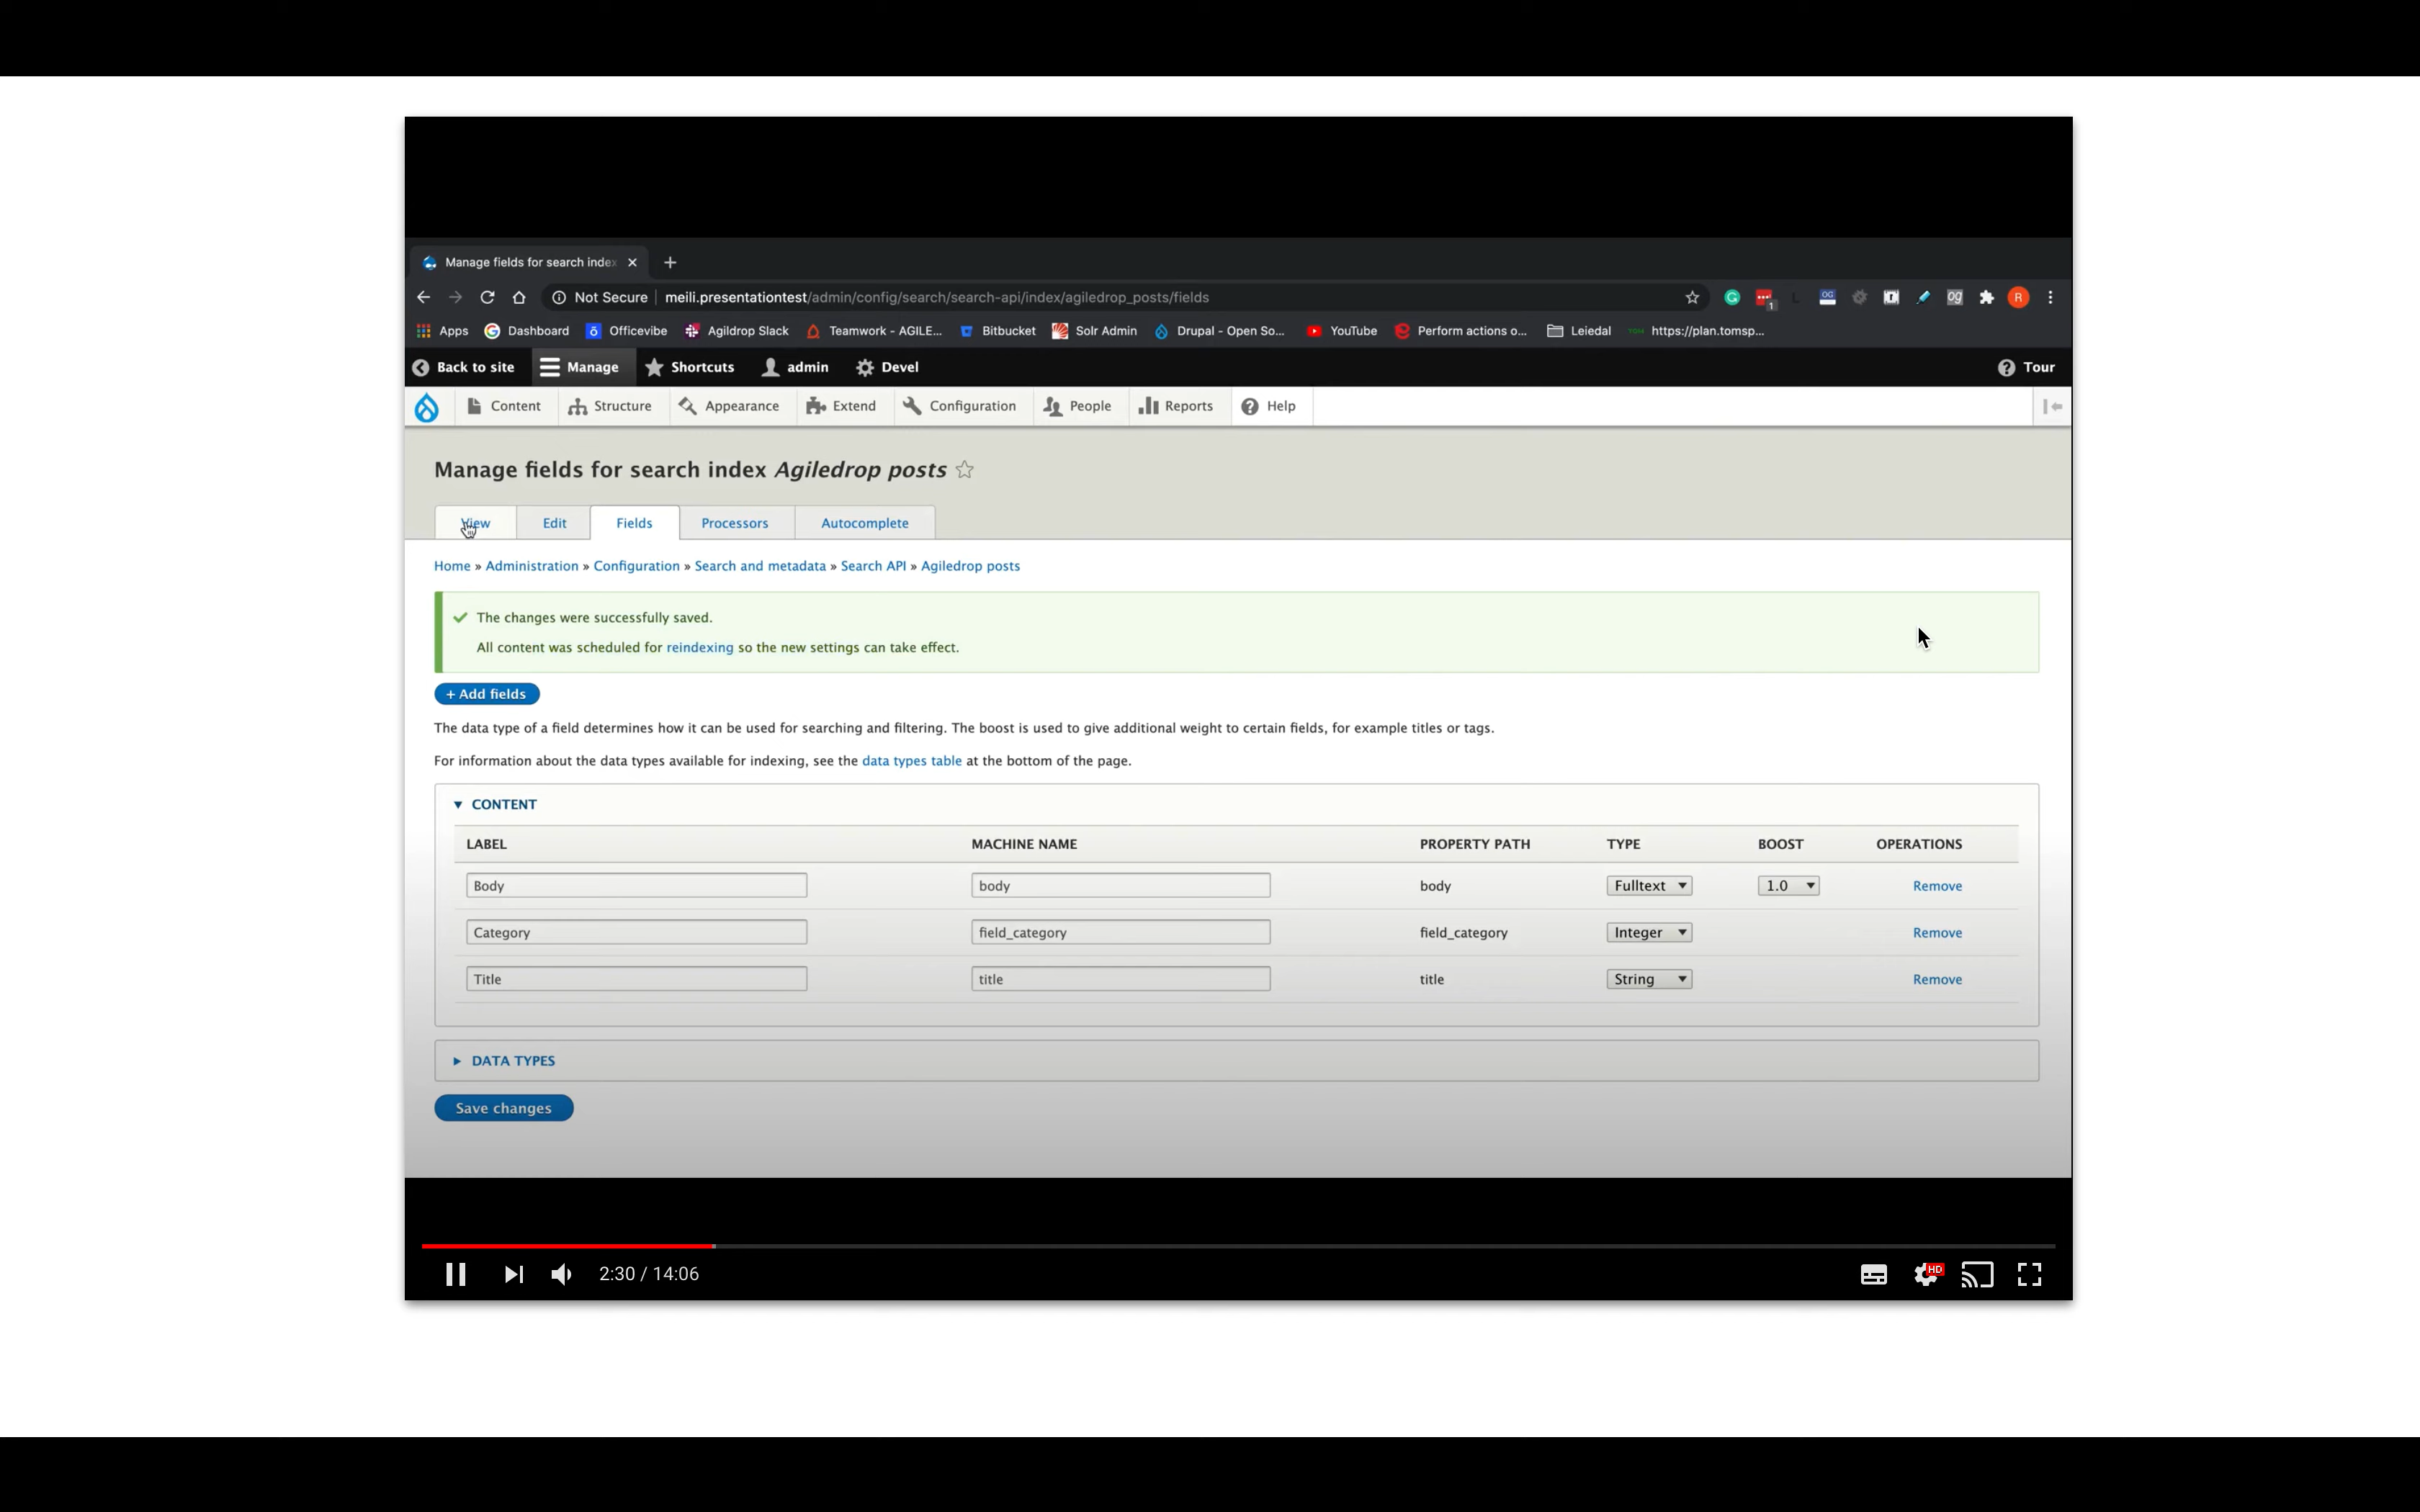 Manage fields for search index
Not Secure | meili.presentationtest/admin/config/search/search-api/index/agiledrop_posts/fields
Apps Dashboard Officevibe Agildrop Slack Teamwork - AGILE... Bitbucket Solr Admin Drupal - Open So... YouTube Perform actions o... Leiedal https://plan.tomsp...
Back to site Manage Shortcuts admin Devel Tour
Content Structure Appearance Extend Configuration People Reports Help
Manage fields for search index Agiledrop posts
View Edit Fields Processors Autocomplete
Home » Administration » Configuration » Search and metadata » Search API » Agiledrop posts
The changes were successfully saved.
All content was scheduled for reindexing so the new settings can take effect.
+ Add fields
The data type of a field determines how it can be used for searching and filtering. The boost is used to give additional weight to certain fields, for example titles or tags.
For information about the data types available for indexing, see the data types table at the bottom of the page.
CONTENT
LABEL MACHINE NAME PROPERTY PATH TYPE BOOST OPERATIONS
Body body body Fulltext 1.0 Remove
Category field_category field_category Integer Remove
Title title title String Remove
DATA TYPES
Save changes
2:30 / 14:06
HD